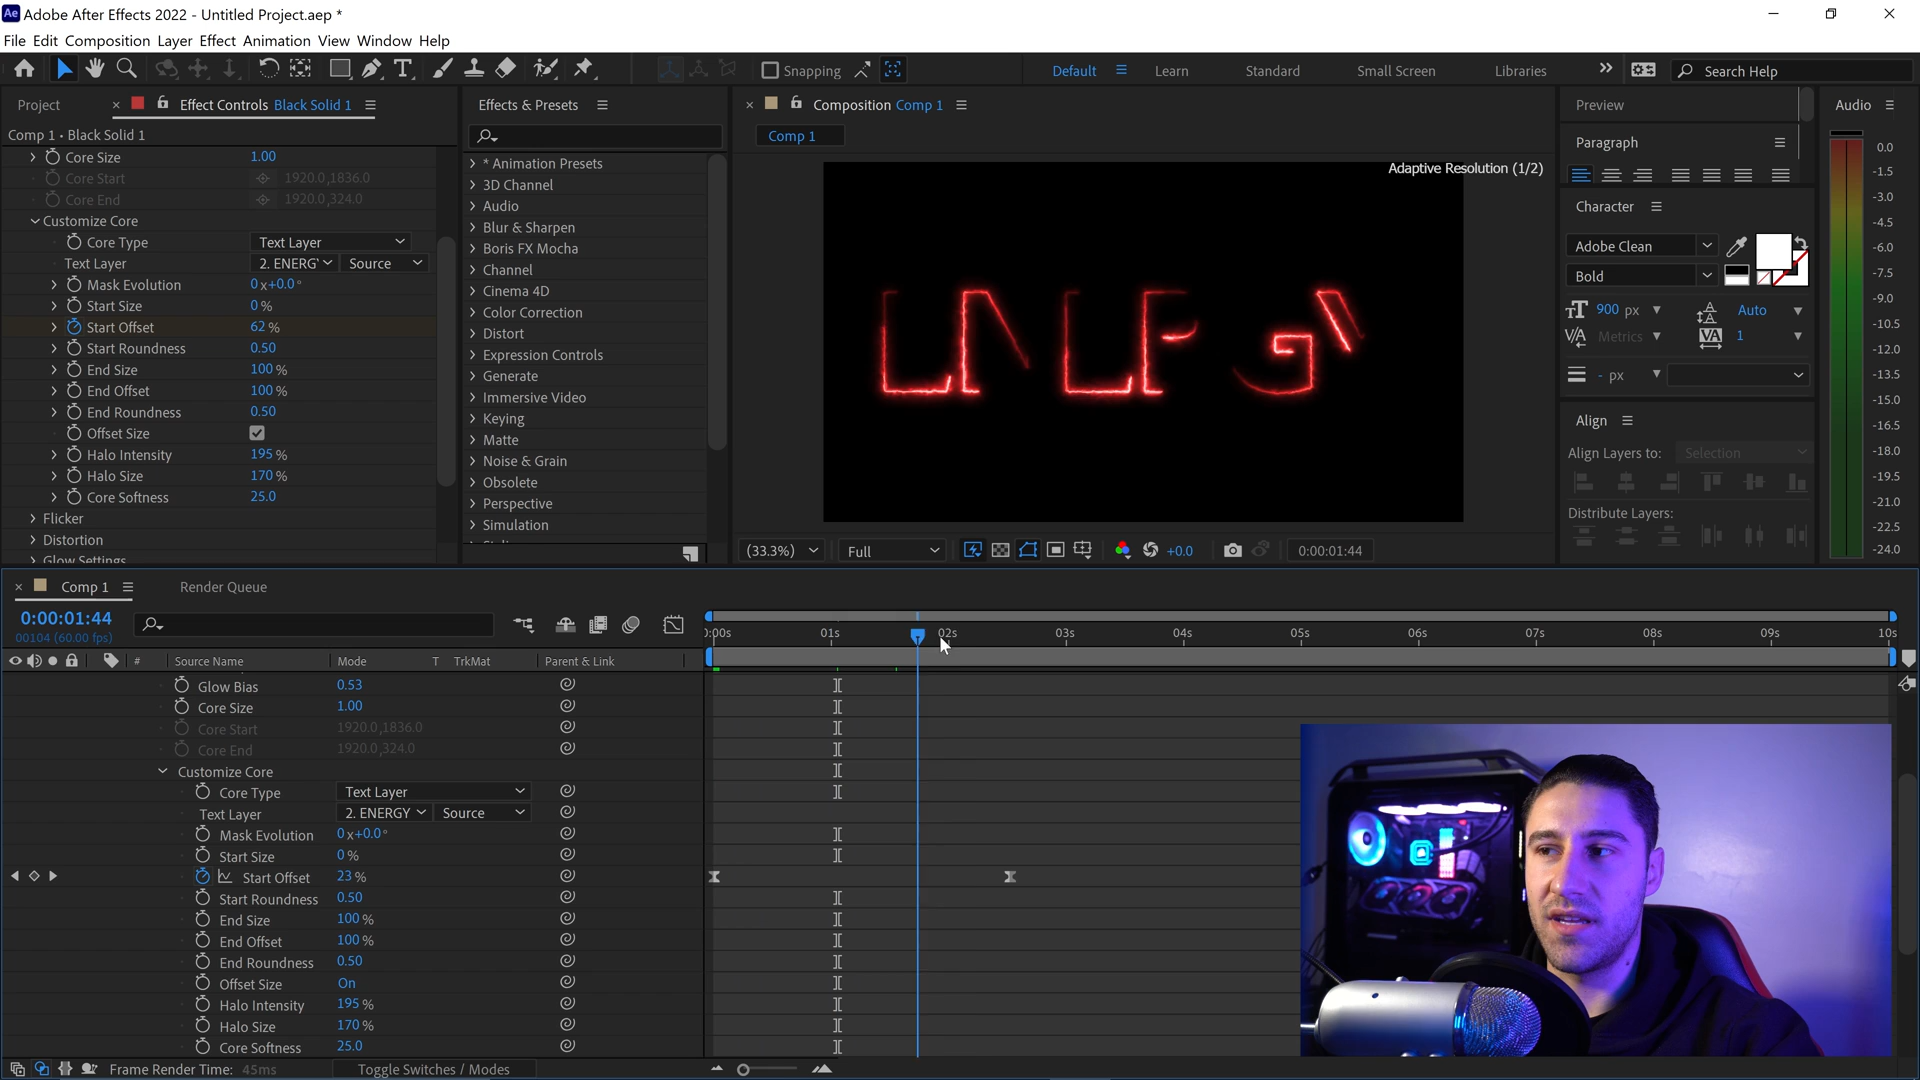 Ae Adobe After Effects 2022 - Untitled Project.aep *
File Edit Composition Layer Effect Animation View Window Help
Snapping
Default
Learn
Standard
Small Screen
Libraries
Search Help
Project
Effect Controls Black Solid 1
Comp 1 • Black Solid 1
Core Size 1.00
Core Start 1920.0,1836.0
Core End 1920.0,324.0
Customize Core
Core Type Text Layer
Text Layer 2. ENERG Source
Mask Evolution 0x+0.0°
Start Size 0 %
Start Offset 62 %
Start Roundness 0.50
End Size 100 %
End Offset 100 %
End Roundness 0.50
Offset Size
Halo Intensity 195 %
Halo Size 170 %
Core Softness 25.0
Flicker
Distortion
Glow Settings
Effects & Presets
* Animation Presets
3D Channel
Audio
Blur & Sharpen
Boris FX Mocha
Channel
Cinema 4D
Color Correction
Distort
Expression Controls
Generate
Immersive Video
Keying
Matte
Noise & Grain
Obsolete
Perspective
Simulation
Composition Comp 1
Comp 1
Adaptive Resolution (1/2)
(33.3%)
Full
+0.0
0:00:01:44
Preview
Paragraph
Character
Adobe Clean
Bold
900 px
Auto
Metrics
1
- px
Align
Align Layers to: Selection
Distribute Layers:
Audio
0.0
-1.5
-3.0
-4.5
-6.0
-7.5
-9.0
-10.5
-12.0
-13.5
-15.0
-16.5
-18.0
-19.5
-21.0
-22.5
-24.0
Comp 1
Render Queue
0:00:01:44
00104 (60.00 fps)
):00s 01s 02s 03s 04s 05s 06s 07s 08s 09s 10s
# Source Name Mode T TrkMat Parent & Link
Glow Bias 0.53
Core Size 1.00
Core Start 1920.0,1836.0
Core End 1920.0,324.0
Customize Core
Core Type Text Layer
Text Layer 2. ENERGY Source
Mask Evolution 0x+0.0°
Start Size 0 %
Start Offset 23 %
Start Roundness 0.50
End Size 100 %
End Offset 100 %
End Roundness 0.50
Offset Size On
Halo Intensity 195 %
Halo Size 170 %
Core Softness 25.0
Frame Render Time: 45ms
Toggle Switches / Modes